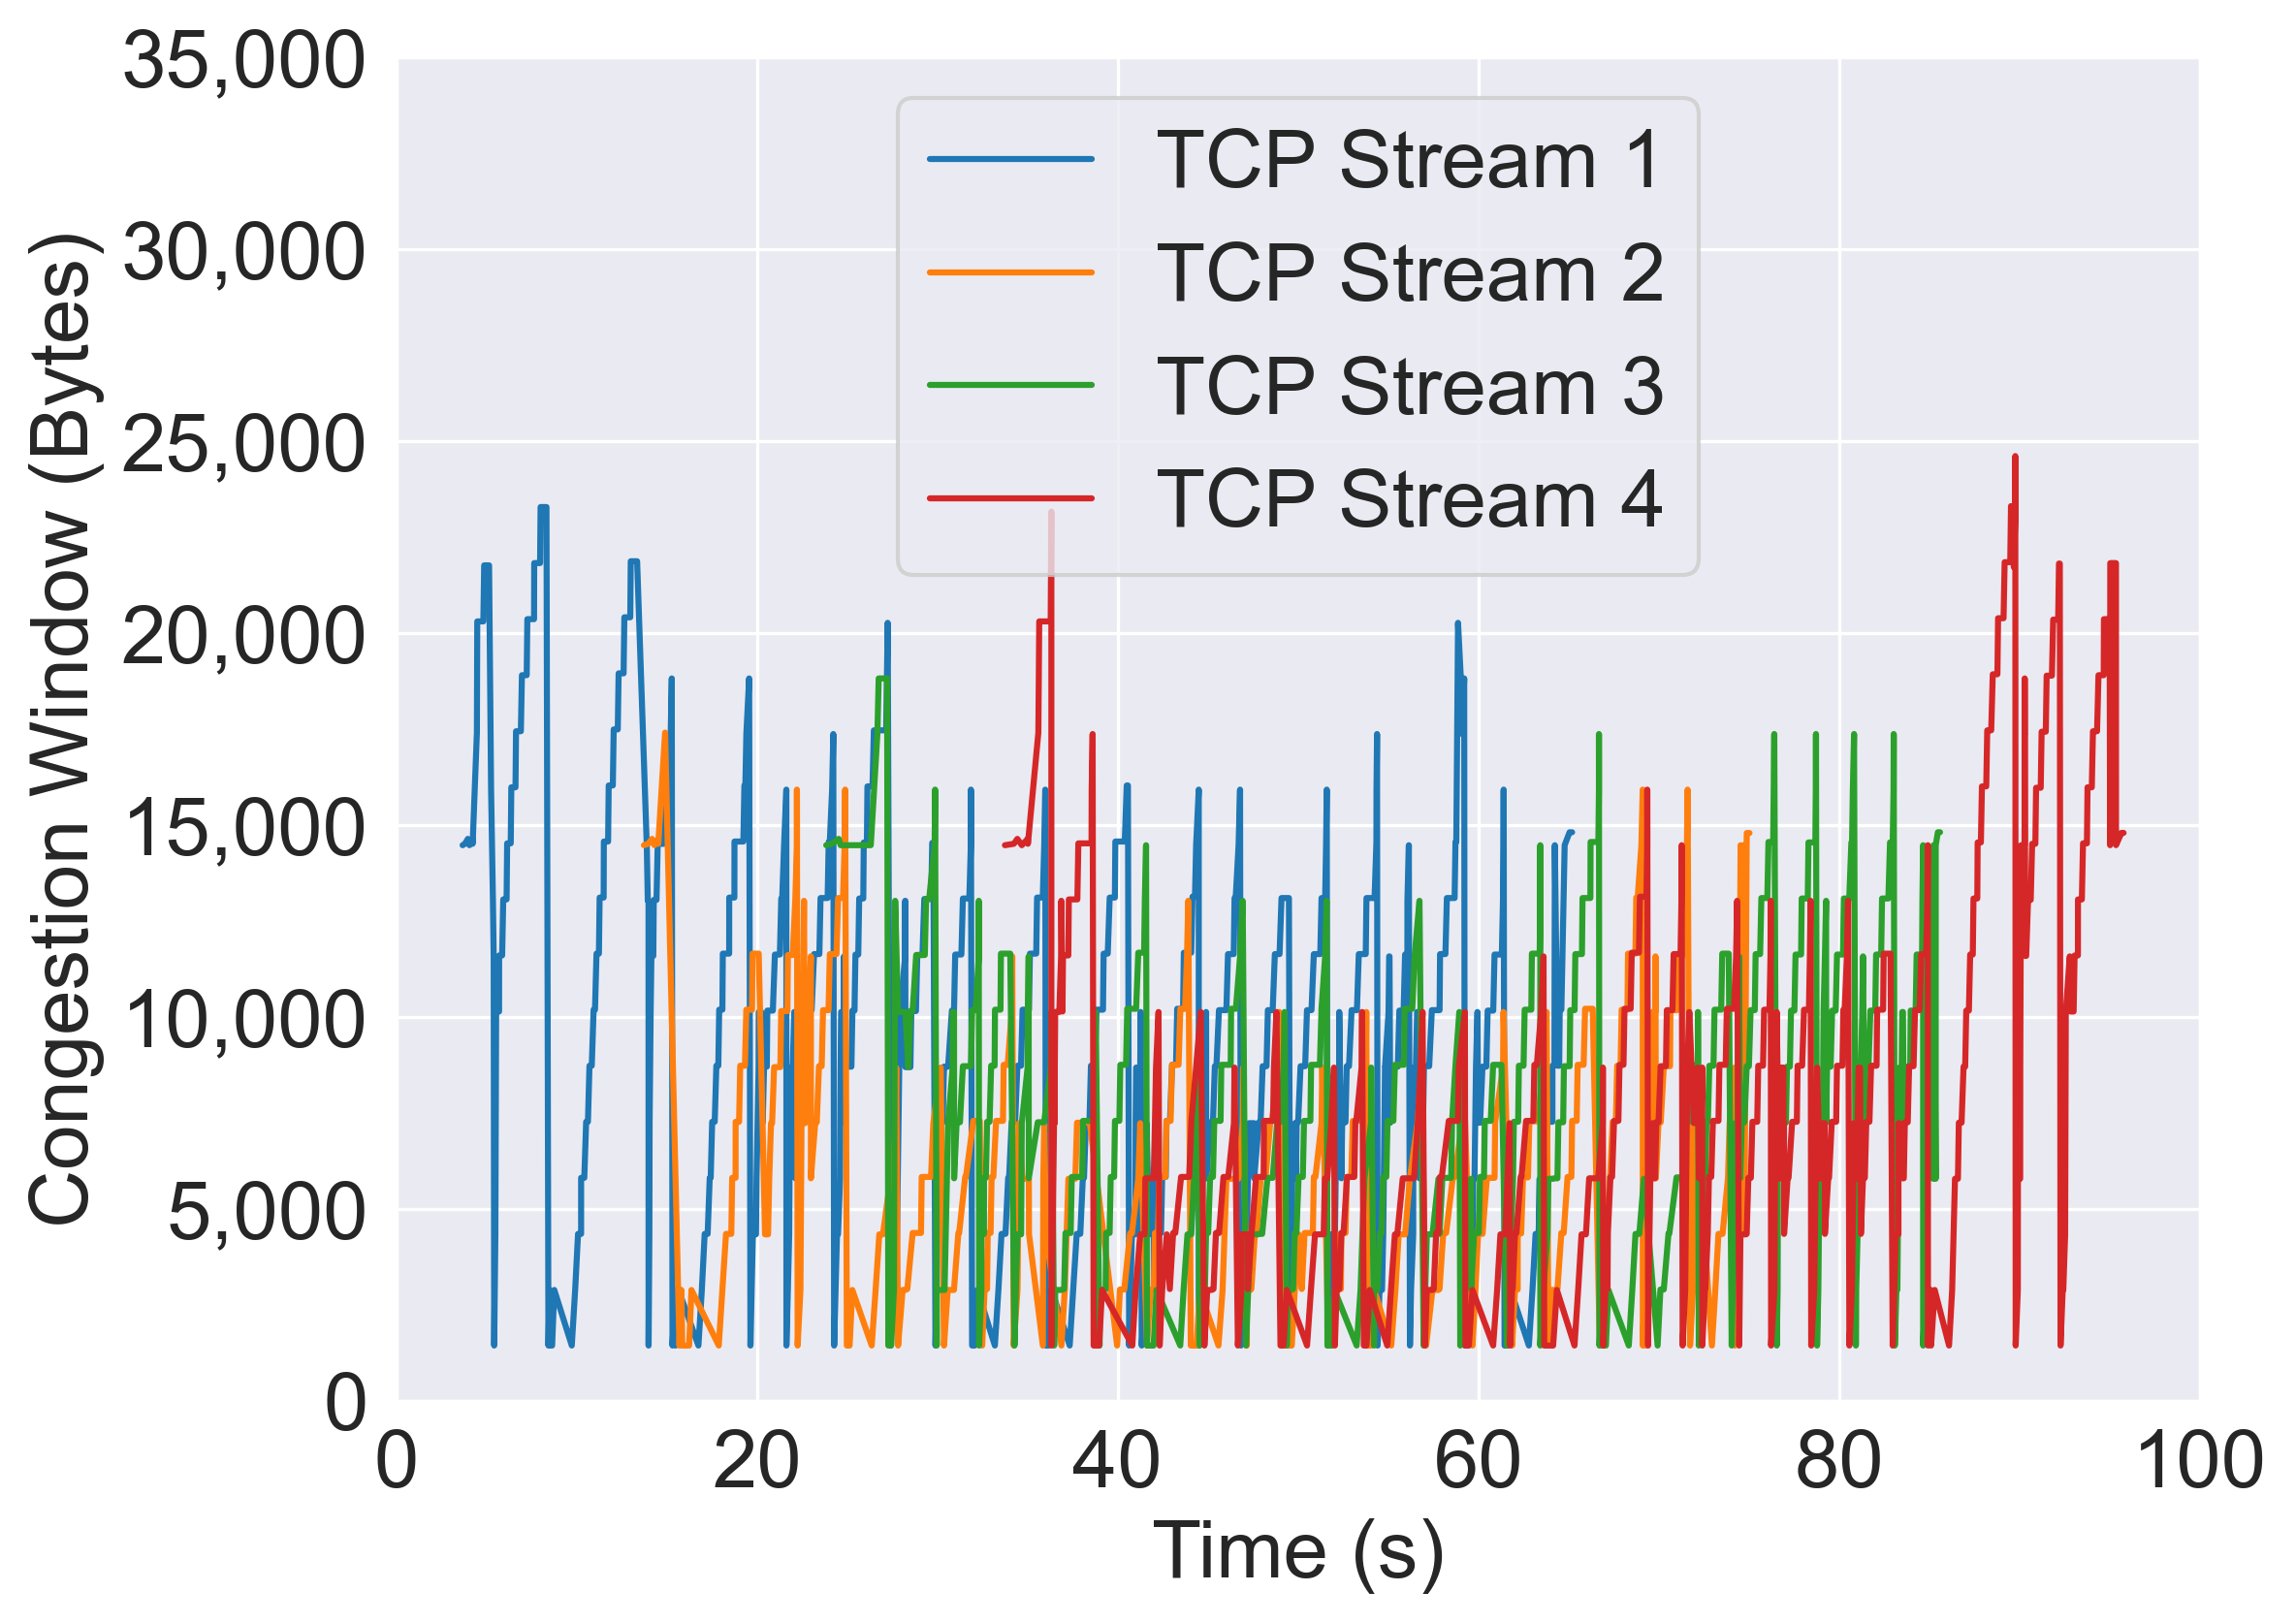 35,000
30,000
25,000
20,000
15,000
10,000
5,000
0
Congestion Window (Bytes)
TCP Stream 1
TCP Stream 2
TCP Stream 3
TCP Stream 4
0 20 40 60 80 100
Time (s)